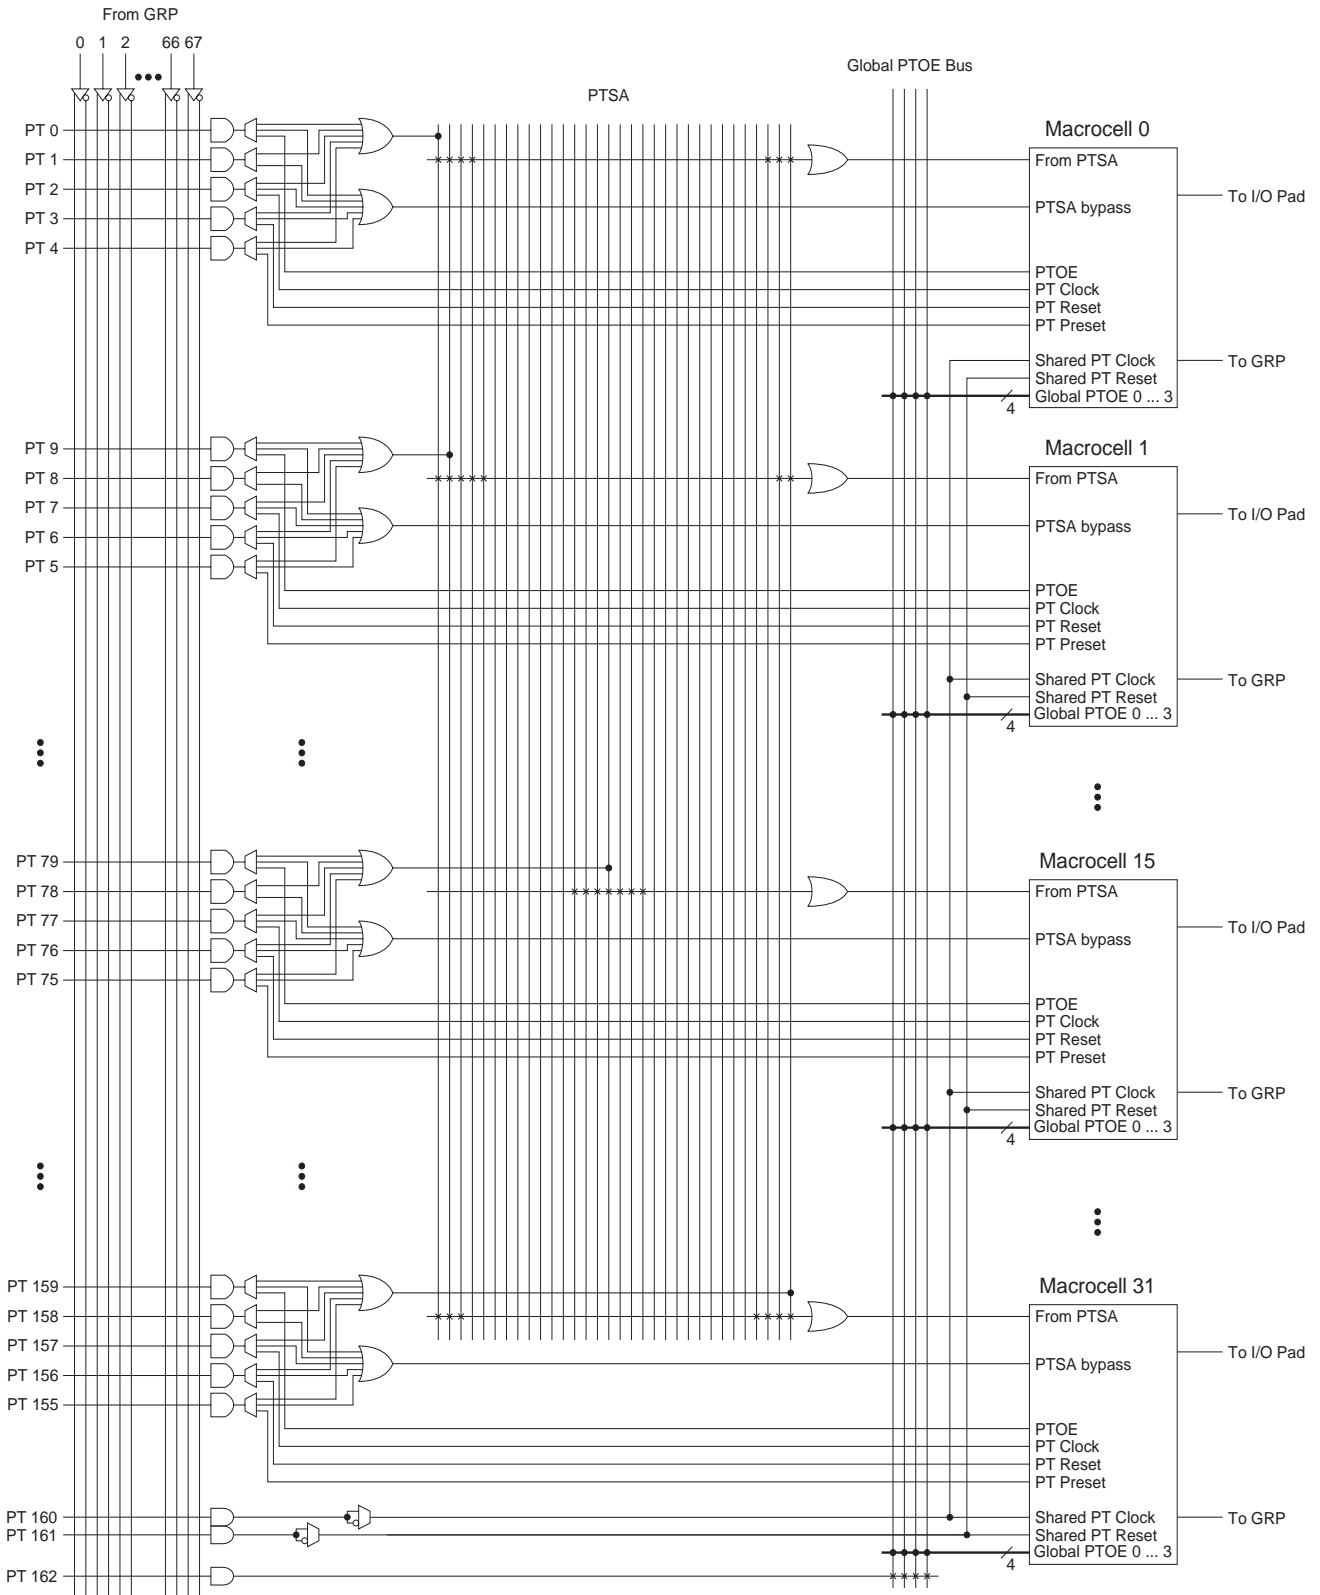 From GRP
0 1 2 66 67
Global PTOE Bus
PTSA
PT 0
PT 1
PT 2
PT 3
PT 4
Macrocell 0
From PTSA
To I/O Pad
PTSA bypass
PTOE
PT Clock
PT Reset
PT Preset
Shared PT Clock
To GRP
Shared PT Reset
Global PTOE 0 ... 3
4
PT 9
PT 8
PT 7
PT 6
PT 5
Macrocell 1
From PTSA
To I/O Pad
PTSA bypass
PTOE
PT Clock
PT Reset
PT Preset
Shared PT Clock
To GRP
Shared PT Reset
Global PTOE 0 ... 3
4
PT 79
PT 78
PT 77
PT 76
PT 75
Macrocell 15
From PTSA
To I/O Pad
PTSA bypass
PTOE
PT Clock
PT Reset
PT Preset
Shared PT Clock
To GRP
Shared PT Reset
Global PTOE 0 ... 3
4
PT 159
PT 158
PT 157
PT 156
PT 155
Macrocell 31
From PTSA
To I/O Pad
PTSA bypass
PTOE
PT Clock
PT Reset
PT Preset
PT 160
PT 161
PT 162
Shared PT Clock
To GRP
Shared PT Reset
Global PTOE 0 ... 3
4